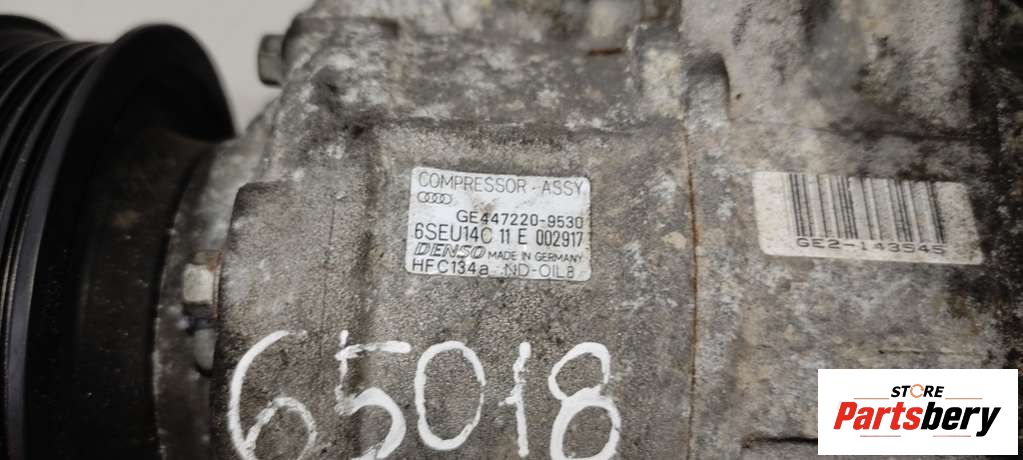 COMPRESSOR-ASSY
GE447220-9530
6SEU14C 11 E 002917
DENSO MADE IN GERMANY
HFC134a ND-OIL8
GE2-143545
65018
STORE
Partsbery